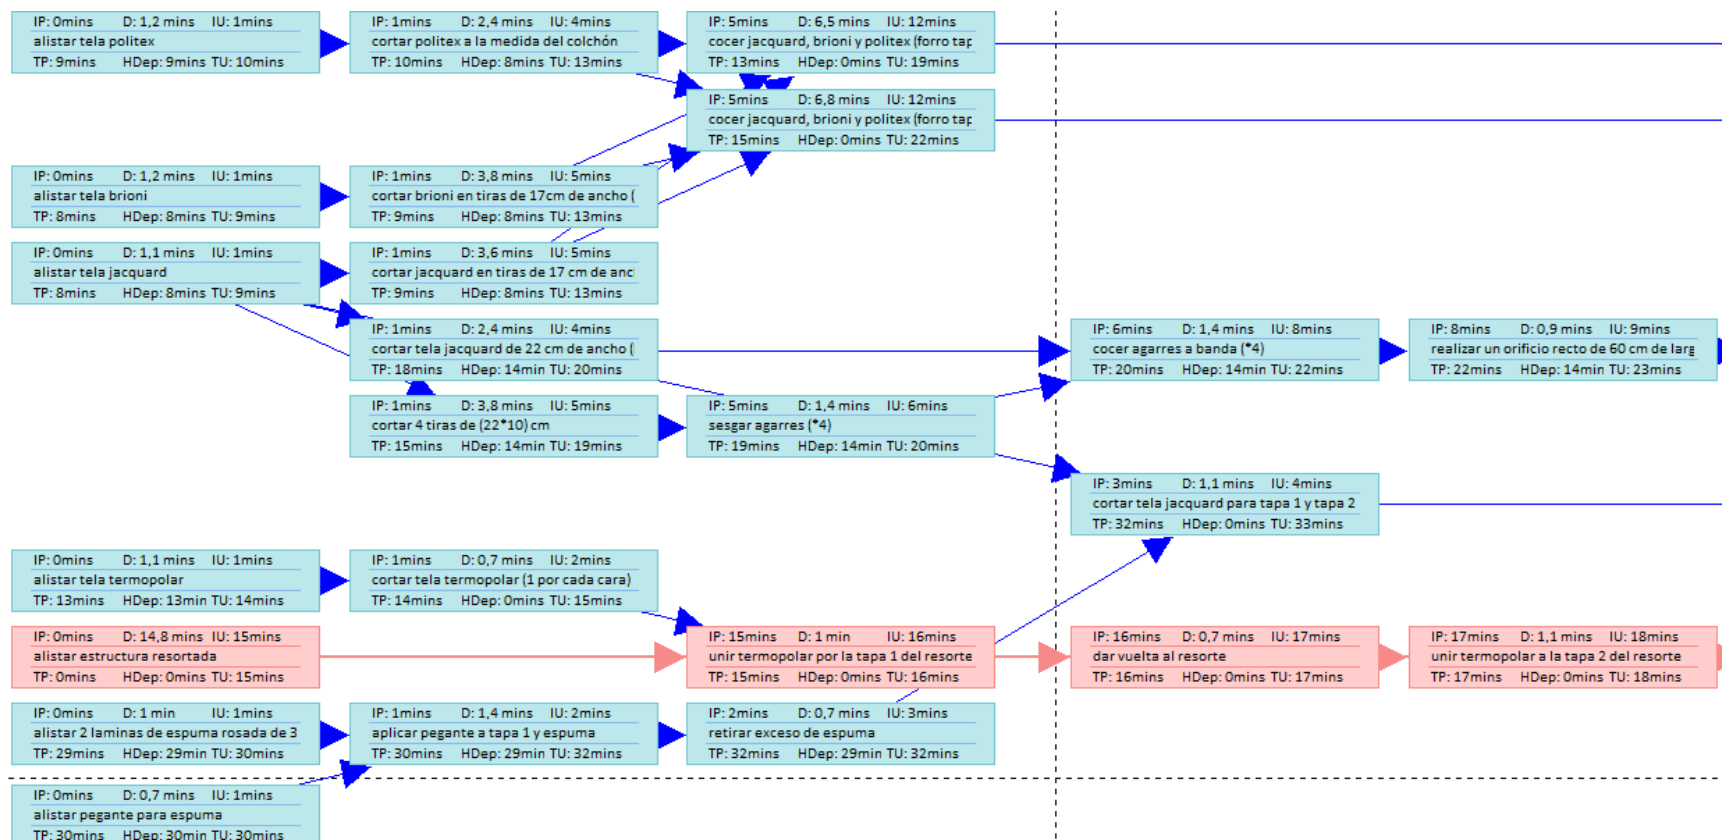 IP: 0mins D: 1,2 mins IU: 1mins
alistar tela politex
TP: 9mins HDep: 9mins TU: 10mins
IP: 1mins D: 2,4 mins IU: 4mins
cortar politex a la medida del colchón
TP: 10mins HDep: 8mins TU: 13mins
IP: 5mins D: 6,5 mins IU: 12mins
cocer jacquard, brioni y politex (forro tap
TP: 13mins HDep: 0mins TU: 19mins
IP: 5mins D: 6,8 mins IU: 12mins
cocer jacquard, brioni y politex (forro tap
TP: 15mins HDep: 0mins TU: 22mins
IP: 0mins D: 1,2 mins IU: 1mins
alistar tela brioni
TP: 8mins HDep: 8mins TU: 9mins
IP: 1mins D: 3,8 mins IU: 5mins
cortar brioni en tiras de 17cm de ancho (
TP: 9mins HDep: 8mins TU: 13mins
IP: 0mins D: 1,1 mins IU: 1mins
alistar tela jacquard
TP: 8mins HDep: 8mins TU: 9mins
IP: 1mins D: 3,6 mins IU: 5mins
cortar jacquard en tiras de 17 cm de anc
TP: 9mins HDep: 8mins TU: 13mins
IP: 1mins D: 2,4 mins IU: 4mins
cortar tela jacquard de 22 cm de ancho (
TP: 18mins HDep: 14min TU: 20mins
IP: 6mins D: 1,4 mins IU: 8mins
cocer agarres a banda (*4)
TP: 20mins HDep: 14min TU: 22mins
IP: 8mins D: 0,9 mins IU: 9mins
realizar un orificio recto de 60 cm de larg
TP: 22mins HDep: 14min TU: 23mins
IP: 1mins D: 3,8 mins IU: 5mins
cortar 4 tiras de (22*10) cm
TP: 15mins HDep: 14min TU: 19mins
IP: 5mins D: 1,4 mins IU: 6mins
sesgar agarres (*4)
TP: 19mins HDep: 14min TU: 20mins
IP: 3mins D: 1,1 mins IU: 4mins
cortar tela jacquard para tapa 1 y tapa 2
TP: 32mins HDep: 0mins TU: 33mins
IP: 0mins D: 1,1 mins IU: 1mins
alistar tela termopolar
TP: 13mins HDep: 13min TU: 14mins
IP: 1mins D: 0,7 mins IU: 2mins
cortar tela termopolar (1 por cada cara)
TP: 14mins HDep: 0mins TU: 15mins
IP: 0mins D: 14,8 mins IU: 15mins
alistar estructura resortada
TP: 0mins HDep: 0mins TU: 15mins
IP: 15mins D: 1 min IU: 16mins
unir termopolar por la tapa 1 del resorte
TP: 15mins HDep: 0mins TU: 16mins
IP: 16mins D: 0,7 mins IU: 17mins
dar vuelta al resorte
TP: 16mins HDep: 0mins TU: 17mins
IP: 17mins D: 1,1 mins IU: 18mins
unir termopolar a la tapa 2 del resorte
TP: 17mins HDep: 0mins TU: 18mins
IP: 0mins D: 1 min IU: 1mins
alistar 2 laminas de espuma rosada de 3
TP: 29mins HDep: 29min TU: 30mins
IP: 1mins D: 1,4 mins IU: 2mins
aplicar pegante a tapa 1 y espuma
TP: 30mins HDep: 29min TU: 32mins
IP: 2mins D: 0,7 mins IU: 3mins
retirar exceso de espuma
TP: 32mins HDep: 29min TU: 32mins
IP: 0mins D: 0,7 mins IU: 1mins
alistar pegante para espuma
TP: 30mins HDep: 30min TU: 30mins